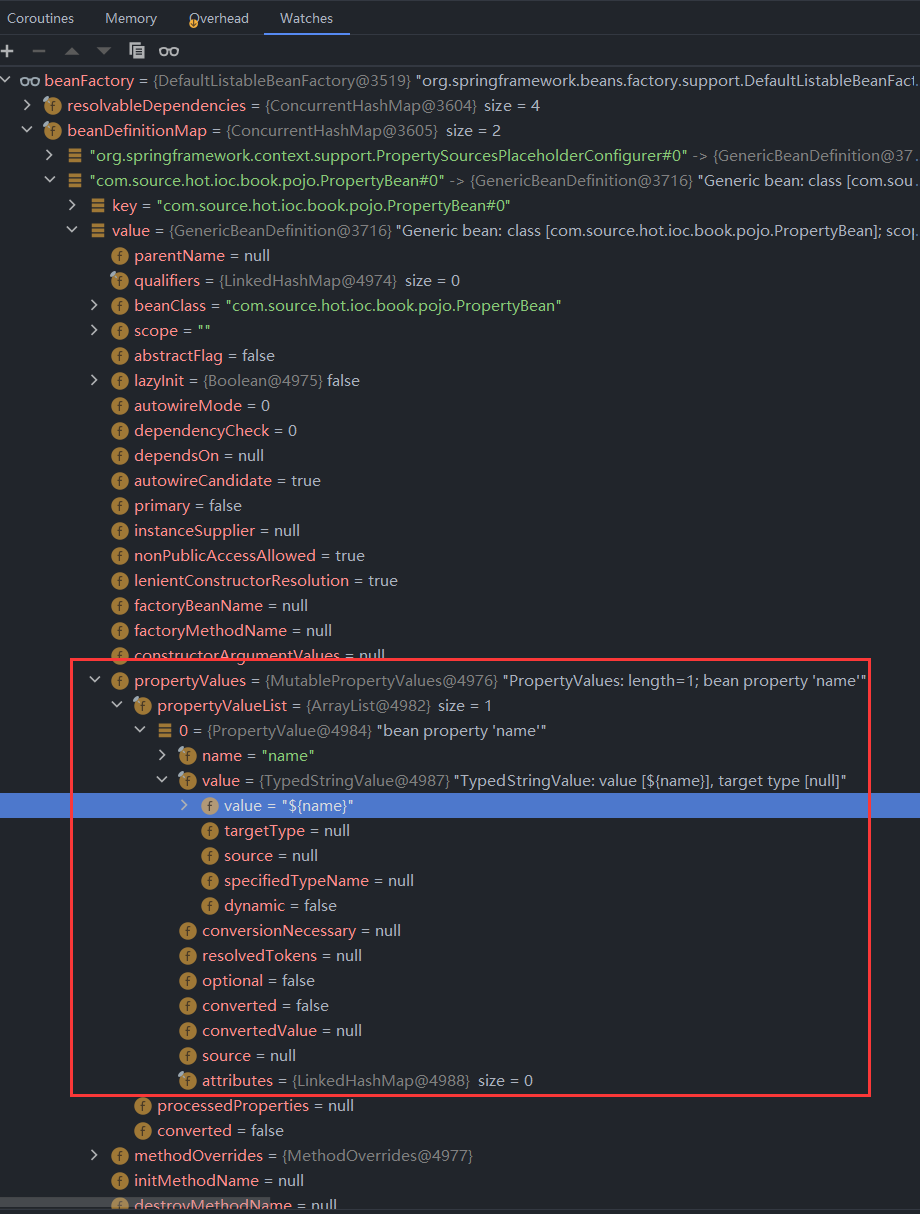 Coroutines Memory Overhead Watches
beanFactory = {DefaultListableBeanFactory@3519} "org.springframework.beans.factory.support.DefaultListableBeanFact...
resolvableDependencies = {ConcurrentHashMap@3604} size = 4
beanDefinitionMap = {ConcurrentHashMap@3605} size = 2
"org.springframework.context.support.PropertySourcesPlaceholderConfigurer#0" -> {GenericBeanDefinition@37...
"com.source.hot.ioc.book.pojo.PropertyBean#0" -> {GenericBeanDefinition@3716} "Generic bean: class [com.sou...
key = "com.source.hot.ioc.book.pojo.PropertyBean#0"
value = {GenericBeanDefinition@3716} "Generic bean: class [com.source.hot.ioc.book.pojo.PropertyBean]; scop
parentName = null
qualifiers = {LinkedHashMap@4974} size = 0
beanClass = "com.source.hot.ioc.book.pojo.PropertyBean"
scope = ""
abstractFlag = false
lazyInit = {Boolean@4975} false
autowireMode = 0
dependencyCheck = 0
dependsOn = null
autowireCandidate = true
primary = false
instanceSupplier = null
nonPublicAccessAllowed = true
lenientConstructorResolution = true
factoryBeanName = null
factoryMethodName = null
constructorArgumentValues = null
propertyValues = {MutablePropertyValues@4976} "PropertyValues: length=1; bean property 'name'"
propertyValueList = {ArrayList@4982} size = 1
0 = {PropertyValue@4984} "bean property 'name'"
name = "name"
value = {TypedStringValue@4987} "TypedStringValue: value [${name}], target type [null]"
value = "${name}"
targetType = null
source = null
specifiedTypeName = null
dynamic = false
conversionNecessary = null
resolvedTokens = null
optional = false
converted = false
convertedValue = null
source = null
attributes = {LinkedHashMap@4988} size = 0
processedProperties = null
converted = false
methodOverrides = {MethodOverrides@4977}
initMethodName = null
destroyMethodName = null